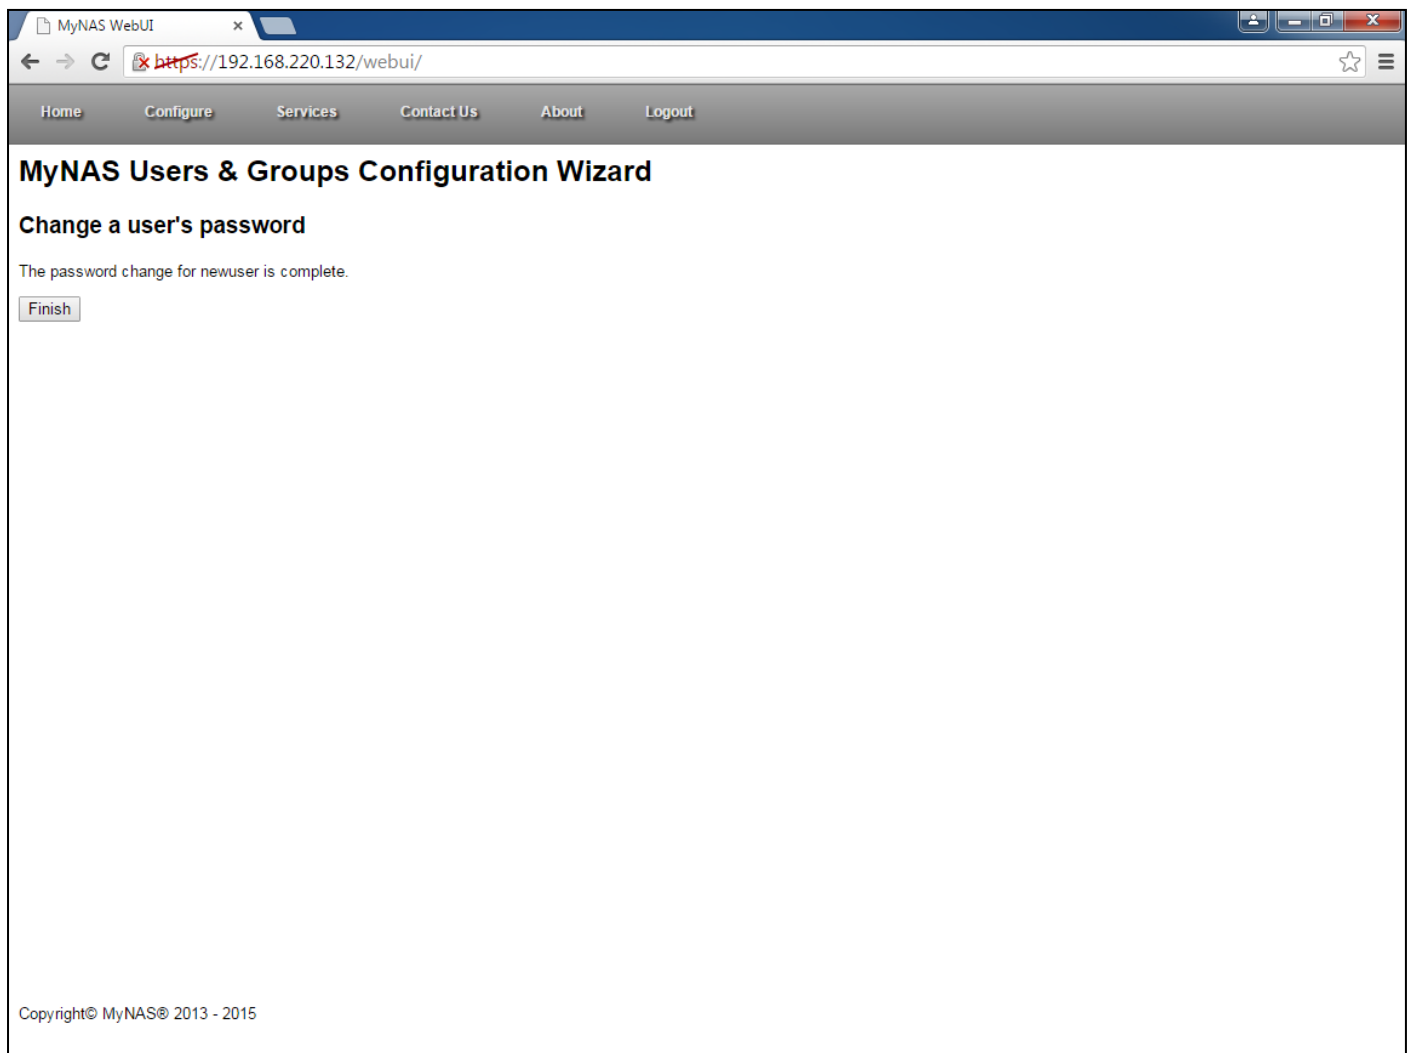 MyNAS WebUI
https://192.168.220.132/webui/
Home Configure Services Contact Us About Logout
MyNAS Users & Groups Configuration Wizard
Change a user's password
The password change for newuser is complete.
Finish
Copyright© MyNAS® 2013 - 2015